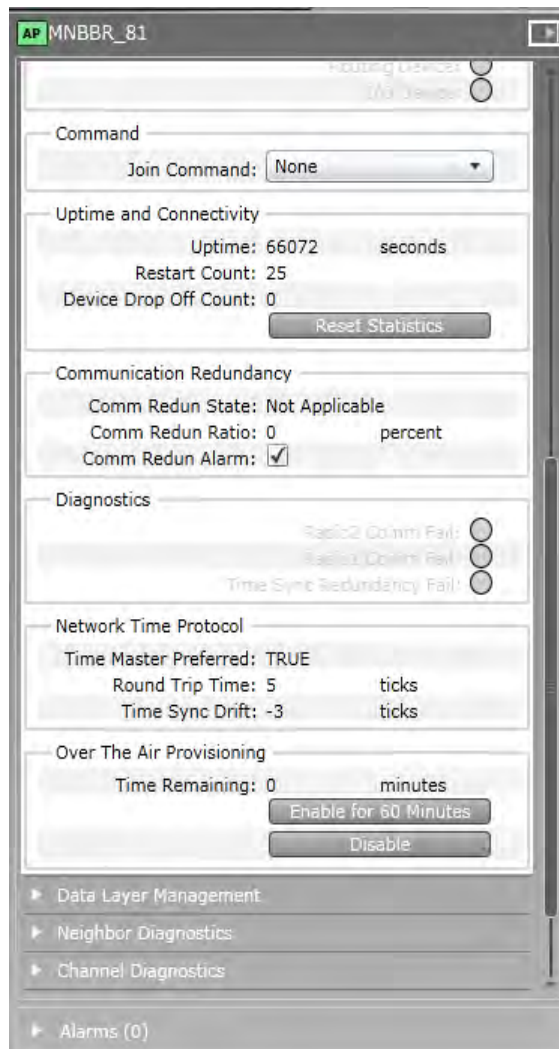 AP MNBBR_81
Routing Device:
I/O Device:
Command
Join Command: None
Uptime and Connectivity
Uptime: 66072 seconds
Restart Count: 25
Device Drop Off Count: 0
Reset Statistics
Communication Redundancy
Comm Redun State: Not Applicable
Comm Redun Ratio: 0 percent
Comm Redun Alarm:
Diagnostics
Comm Fail:
Comm Fail:
Time Sync Redundancy Fail:
Network Time Protocol
Time Master Preferred: TRUE
Round Trip Time: 5 ticks
Time Sync Drift: -3 ticks
Over The Air Provisioning
Time Remaining: 0 minutes
Enable for 60 Minutes
Disable
Data Layer Management
Neighbor Diagnostics
Channel Diagnostics
Alarms (0)